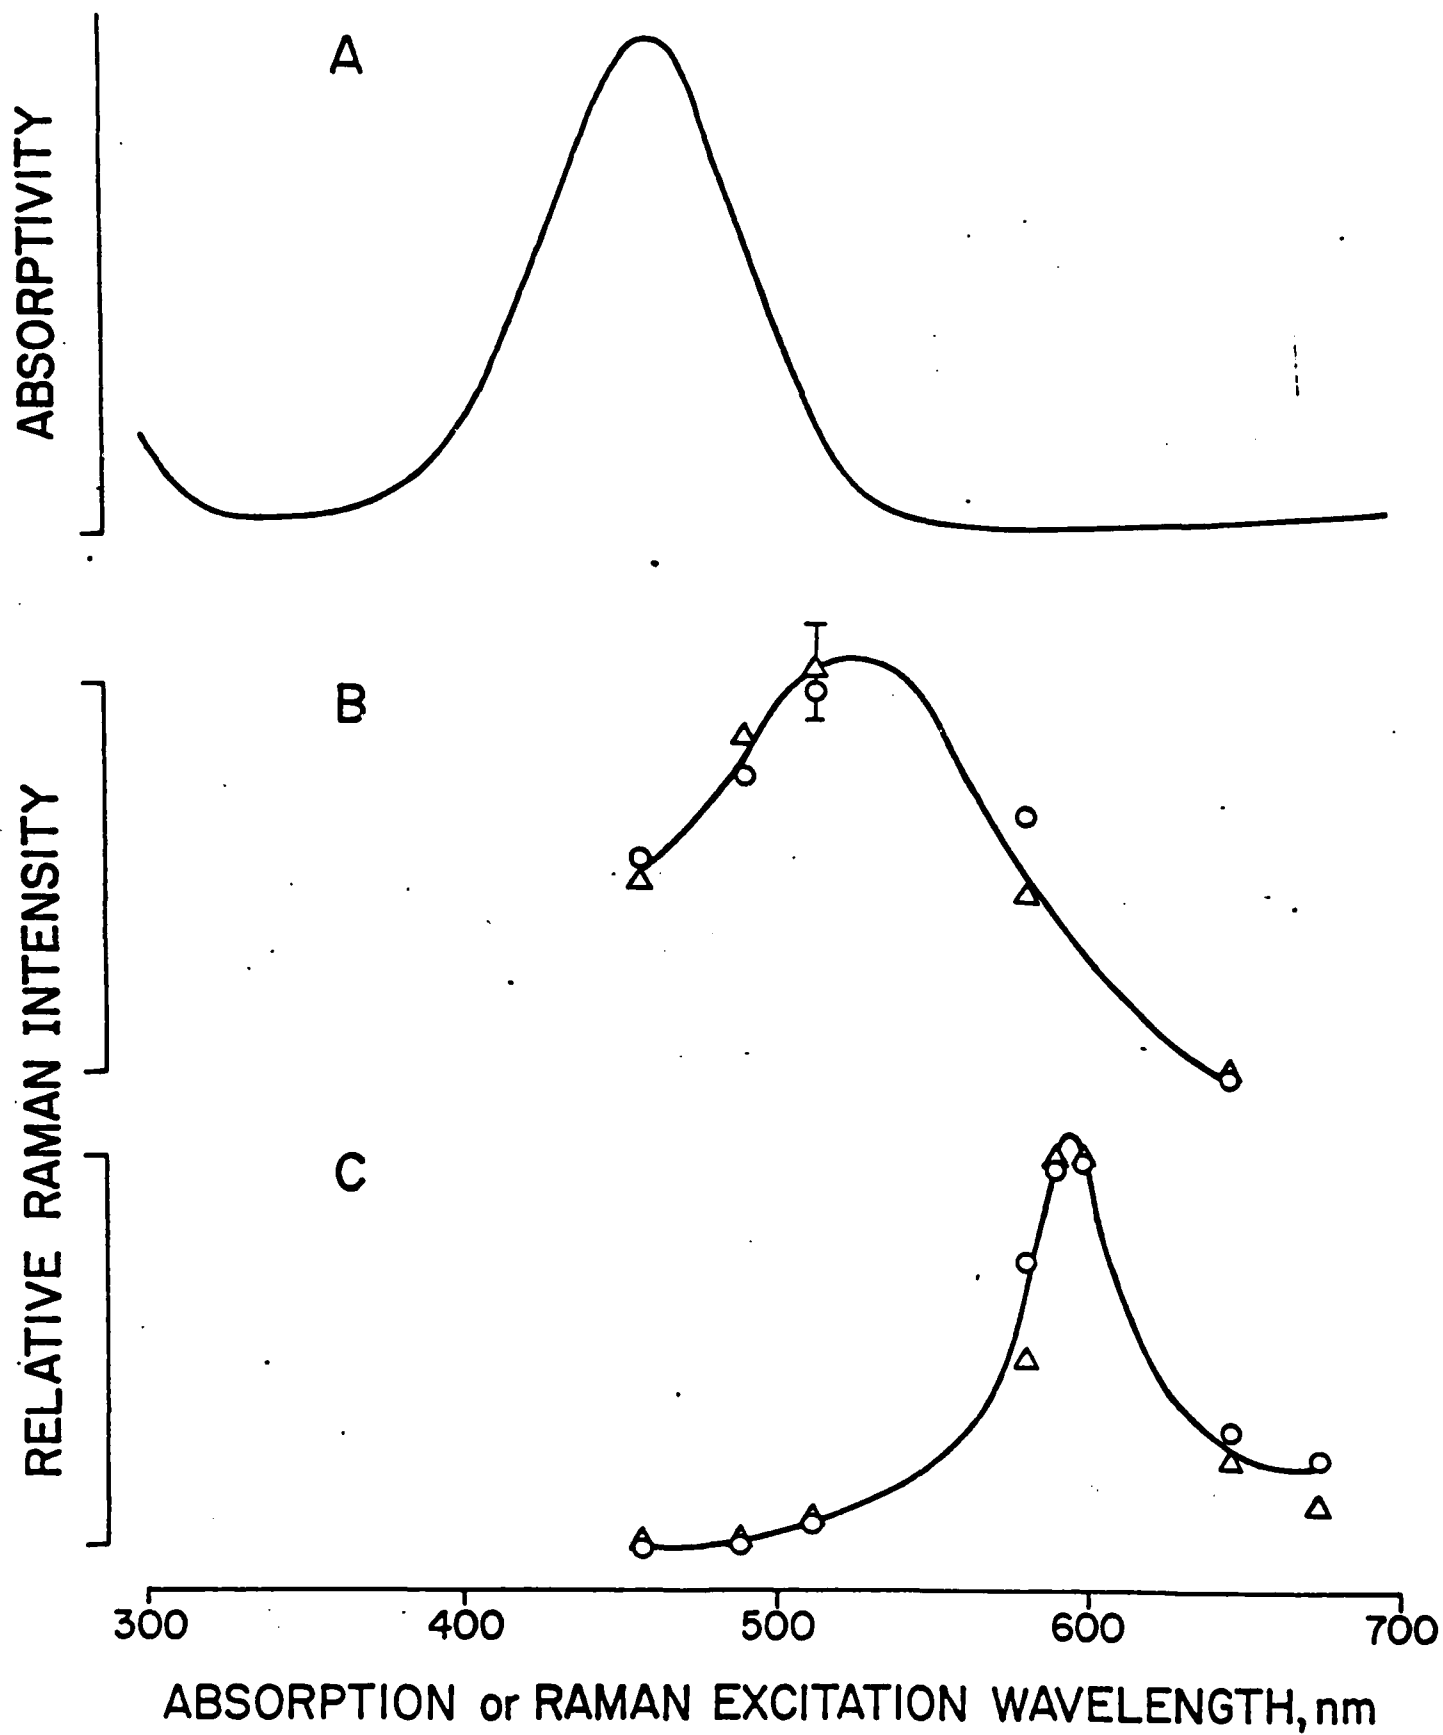 A
ABSORPTIVITY
B
RELATIVE RAMAN INTENSITY
C
300 400 500 600 700
ABSORPTION or RAMAN EXCITATION WAVELENGTH, nm